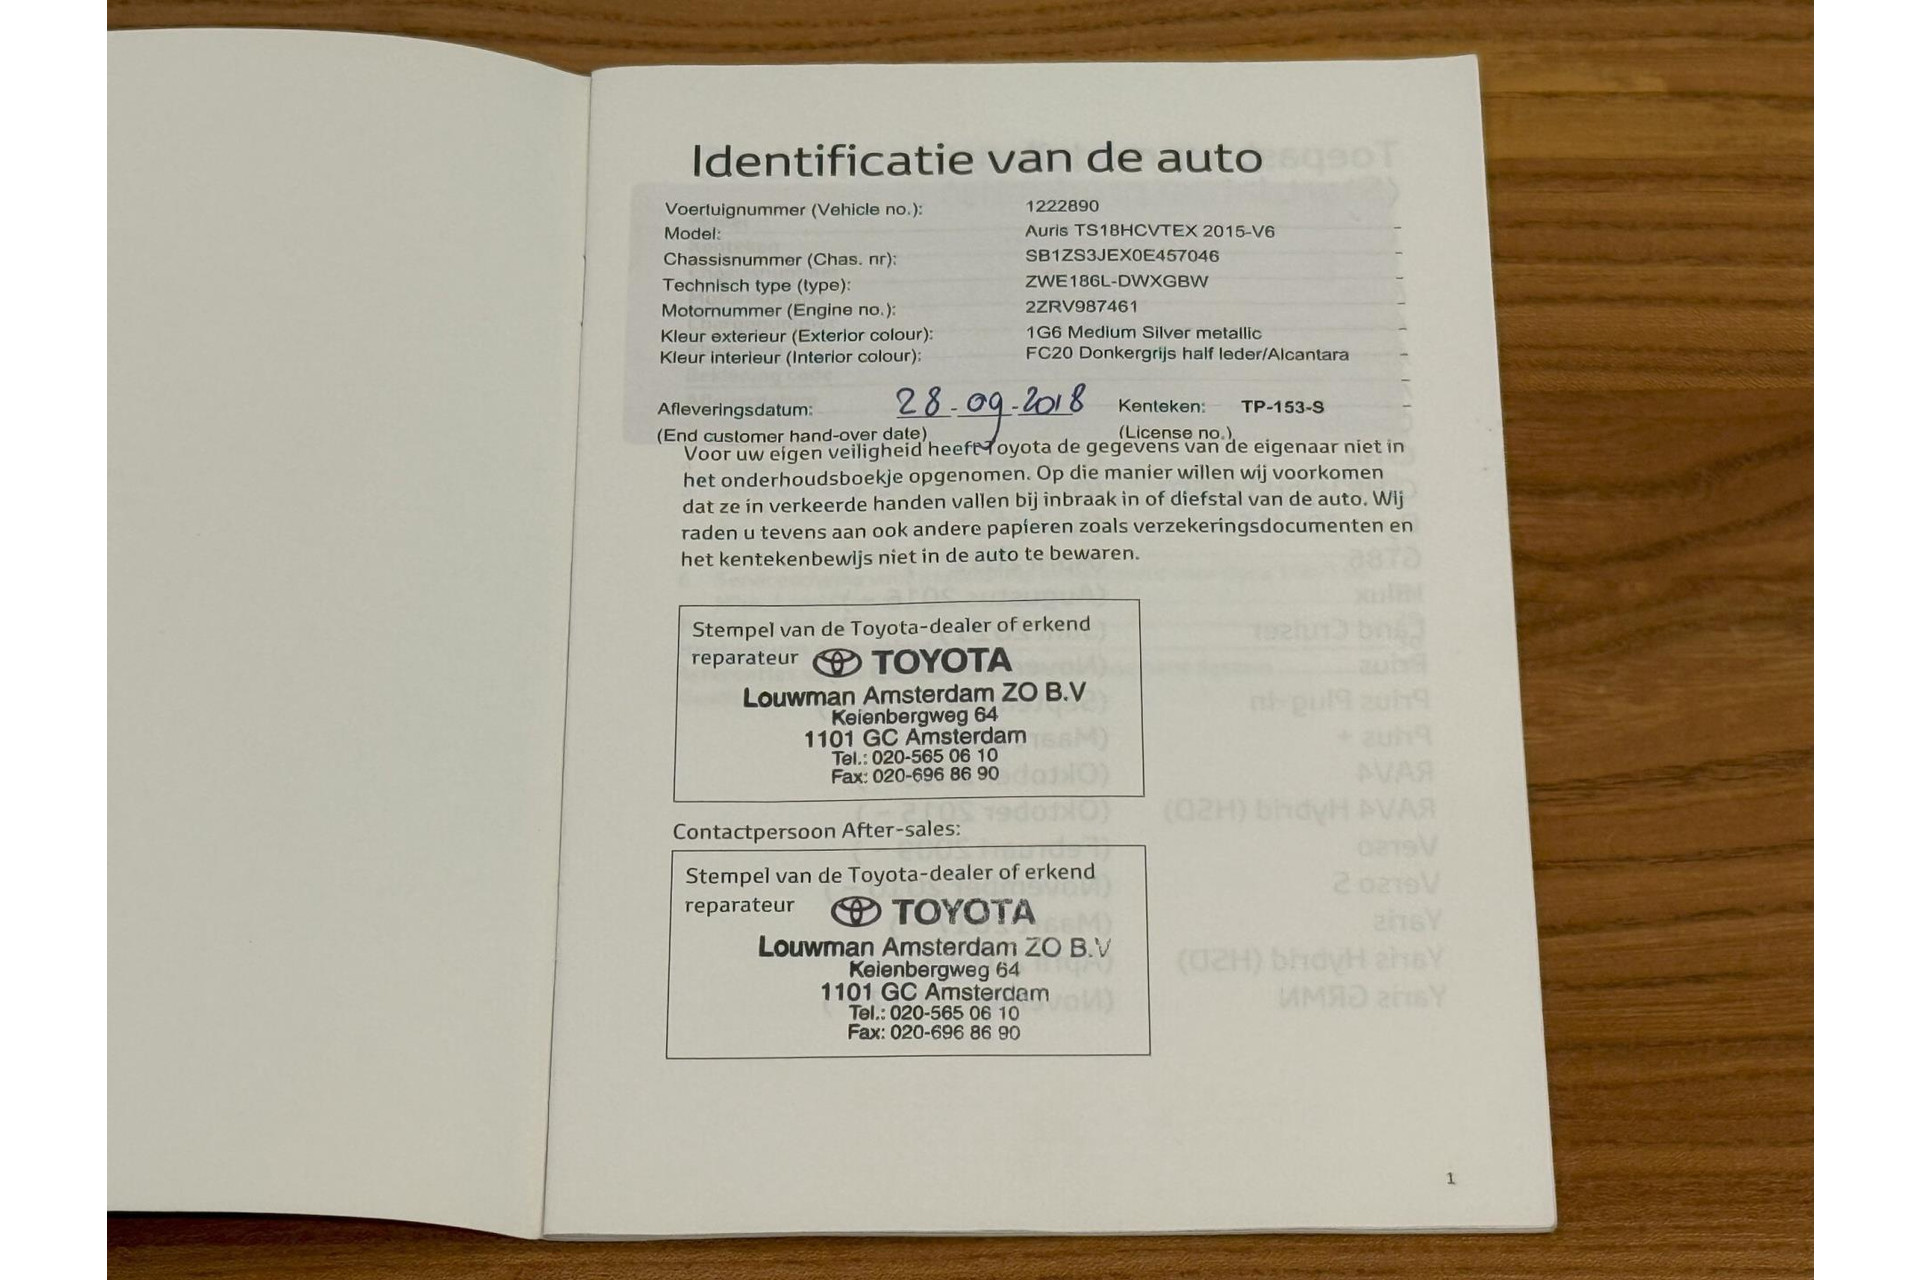 Identificatie van de auto
Voertuignummer (Vehicle no.): 1222890
Model: Auris TS18HCVTEX 2015-V6
Chassisnummer (Chas. nr): SB1ZS3JEX0E457046
Technisch type (type): ZWE186L-DWXGBW
Motornummer (Engine no.): 2ZRV987461
Kleur exterieur (Exterior colour): 1G6 Medium Silver metallic
Kleur interieur (Interior colour): FC20 Donkergrijs half leder/Alcantara
Afleveringsdatum: 28-09-2018 Kenteken: TP-153-S
(End customer hand-over date) (License no.)
Voor uw eigen veiligheid heeft Toyota de gegevens van de eigenaar niet in
het onderhoudsboekje opgenomen. Op die manier willen wij voorkomen
dat ze in verkeerde handen vallen bij inbraak in of diefstal van de auto. Wij
raden u tevens aan ook andere papieren zoals verzekeringsdocumenten en
het kentekenbewijs niet in de auto te bewaren.
Stempel van de Toyota-dealer of erkend
reparateur TOYOTA
Louwman Amsterdam ZO B.V
Keienbergweg 64
1101 GC Amsterdam
Tel.: 020-565 06 10
Fax: 020-696 86 90
Contactpersoon After-sales:
Stempel van de Toyota-dealer of erkend
reparateur TOYOTA
Louwman Amsterdam ZO B.V
Keienbergweg 64
1101 GC Amsterdam
Tel.: 020-565 06 10
Fax: 020-696 86 90
1